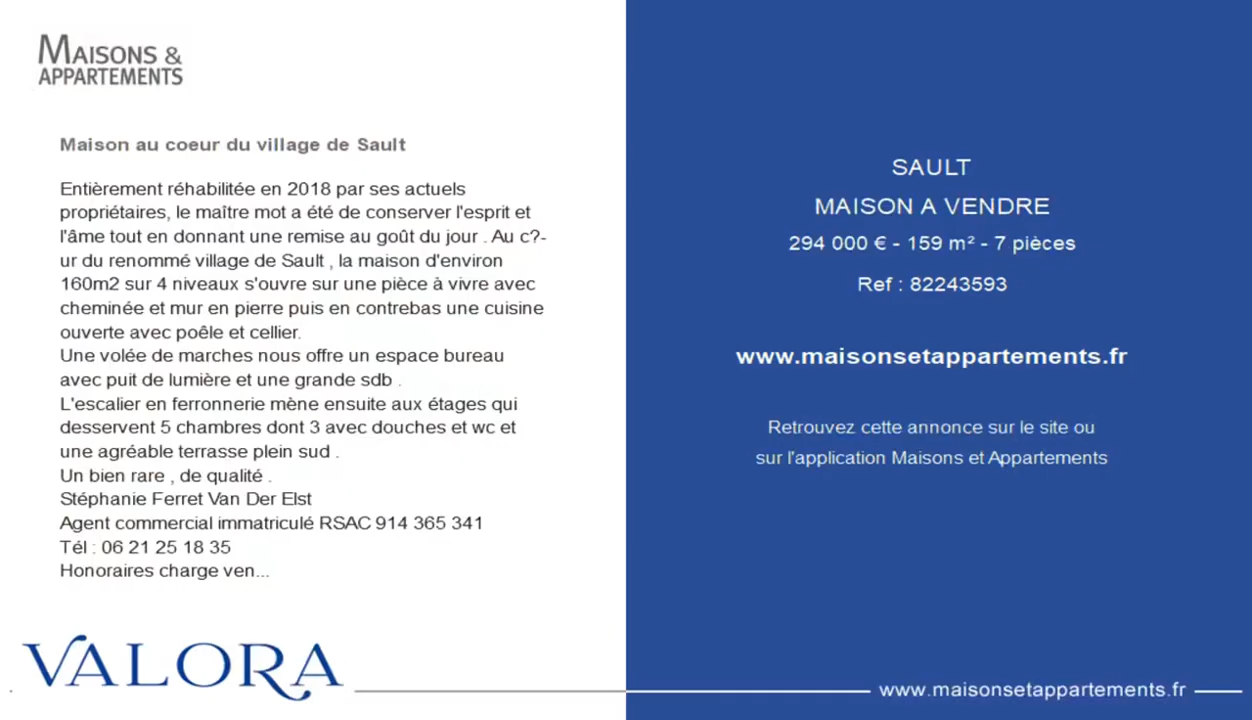 MAISONS &
APPARTEMENTS
Maison au coeur du village de Sault
Entièrement réhabilitée en 2018 par ses actuels
propriétaires, le maître mot a été de conserver l'esprit et
l'âme tout en donnant une remise au goût du jour . Au c?-
ur du renommé village de Sault , la maison d'environ
160m2 sur 4 niveaux s'ouvre sur une pièce à vivre avec
cheminée et mur en pierre puis en contrebas une cuisine
ouverte avec poêle et cellier.
Une volée de marches nous offre un espace bureau
avec puit de lumière et une grande sdb .
L'escalier en ferronnerie mène ensuite aux étages qui
desservent 5 chambres dont 3 avec douches et wc et
une agréable terrasse plein sud .
Un bien rare , de qualité .
Stéphanie Ferret Van Der Elst
Agent commercial immatriculé RSAC 914 365 341
Tél : 06 21 25 18 35
Honoraires charge ven...
VALORA
SAULT
MAISON A VENDRE
294 000 € - 159 m² - 7 pièces
Ref : 82243593
www.maisonsetappartements.fr
Retrouvez cette annonce sur le site ou
sur l'application Maisons et Appartements
www.maisonsetappartements.fr